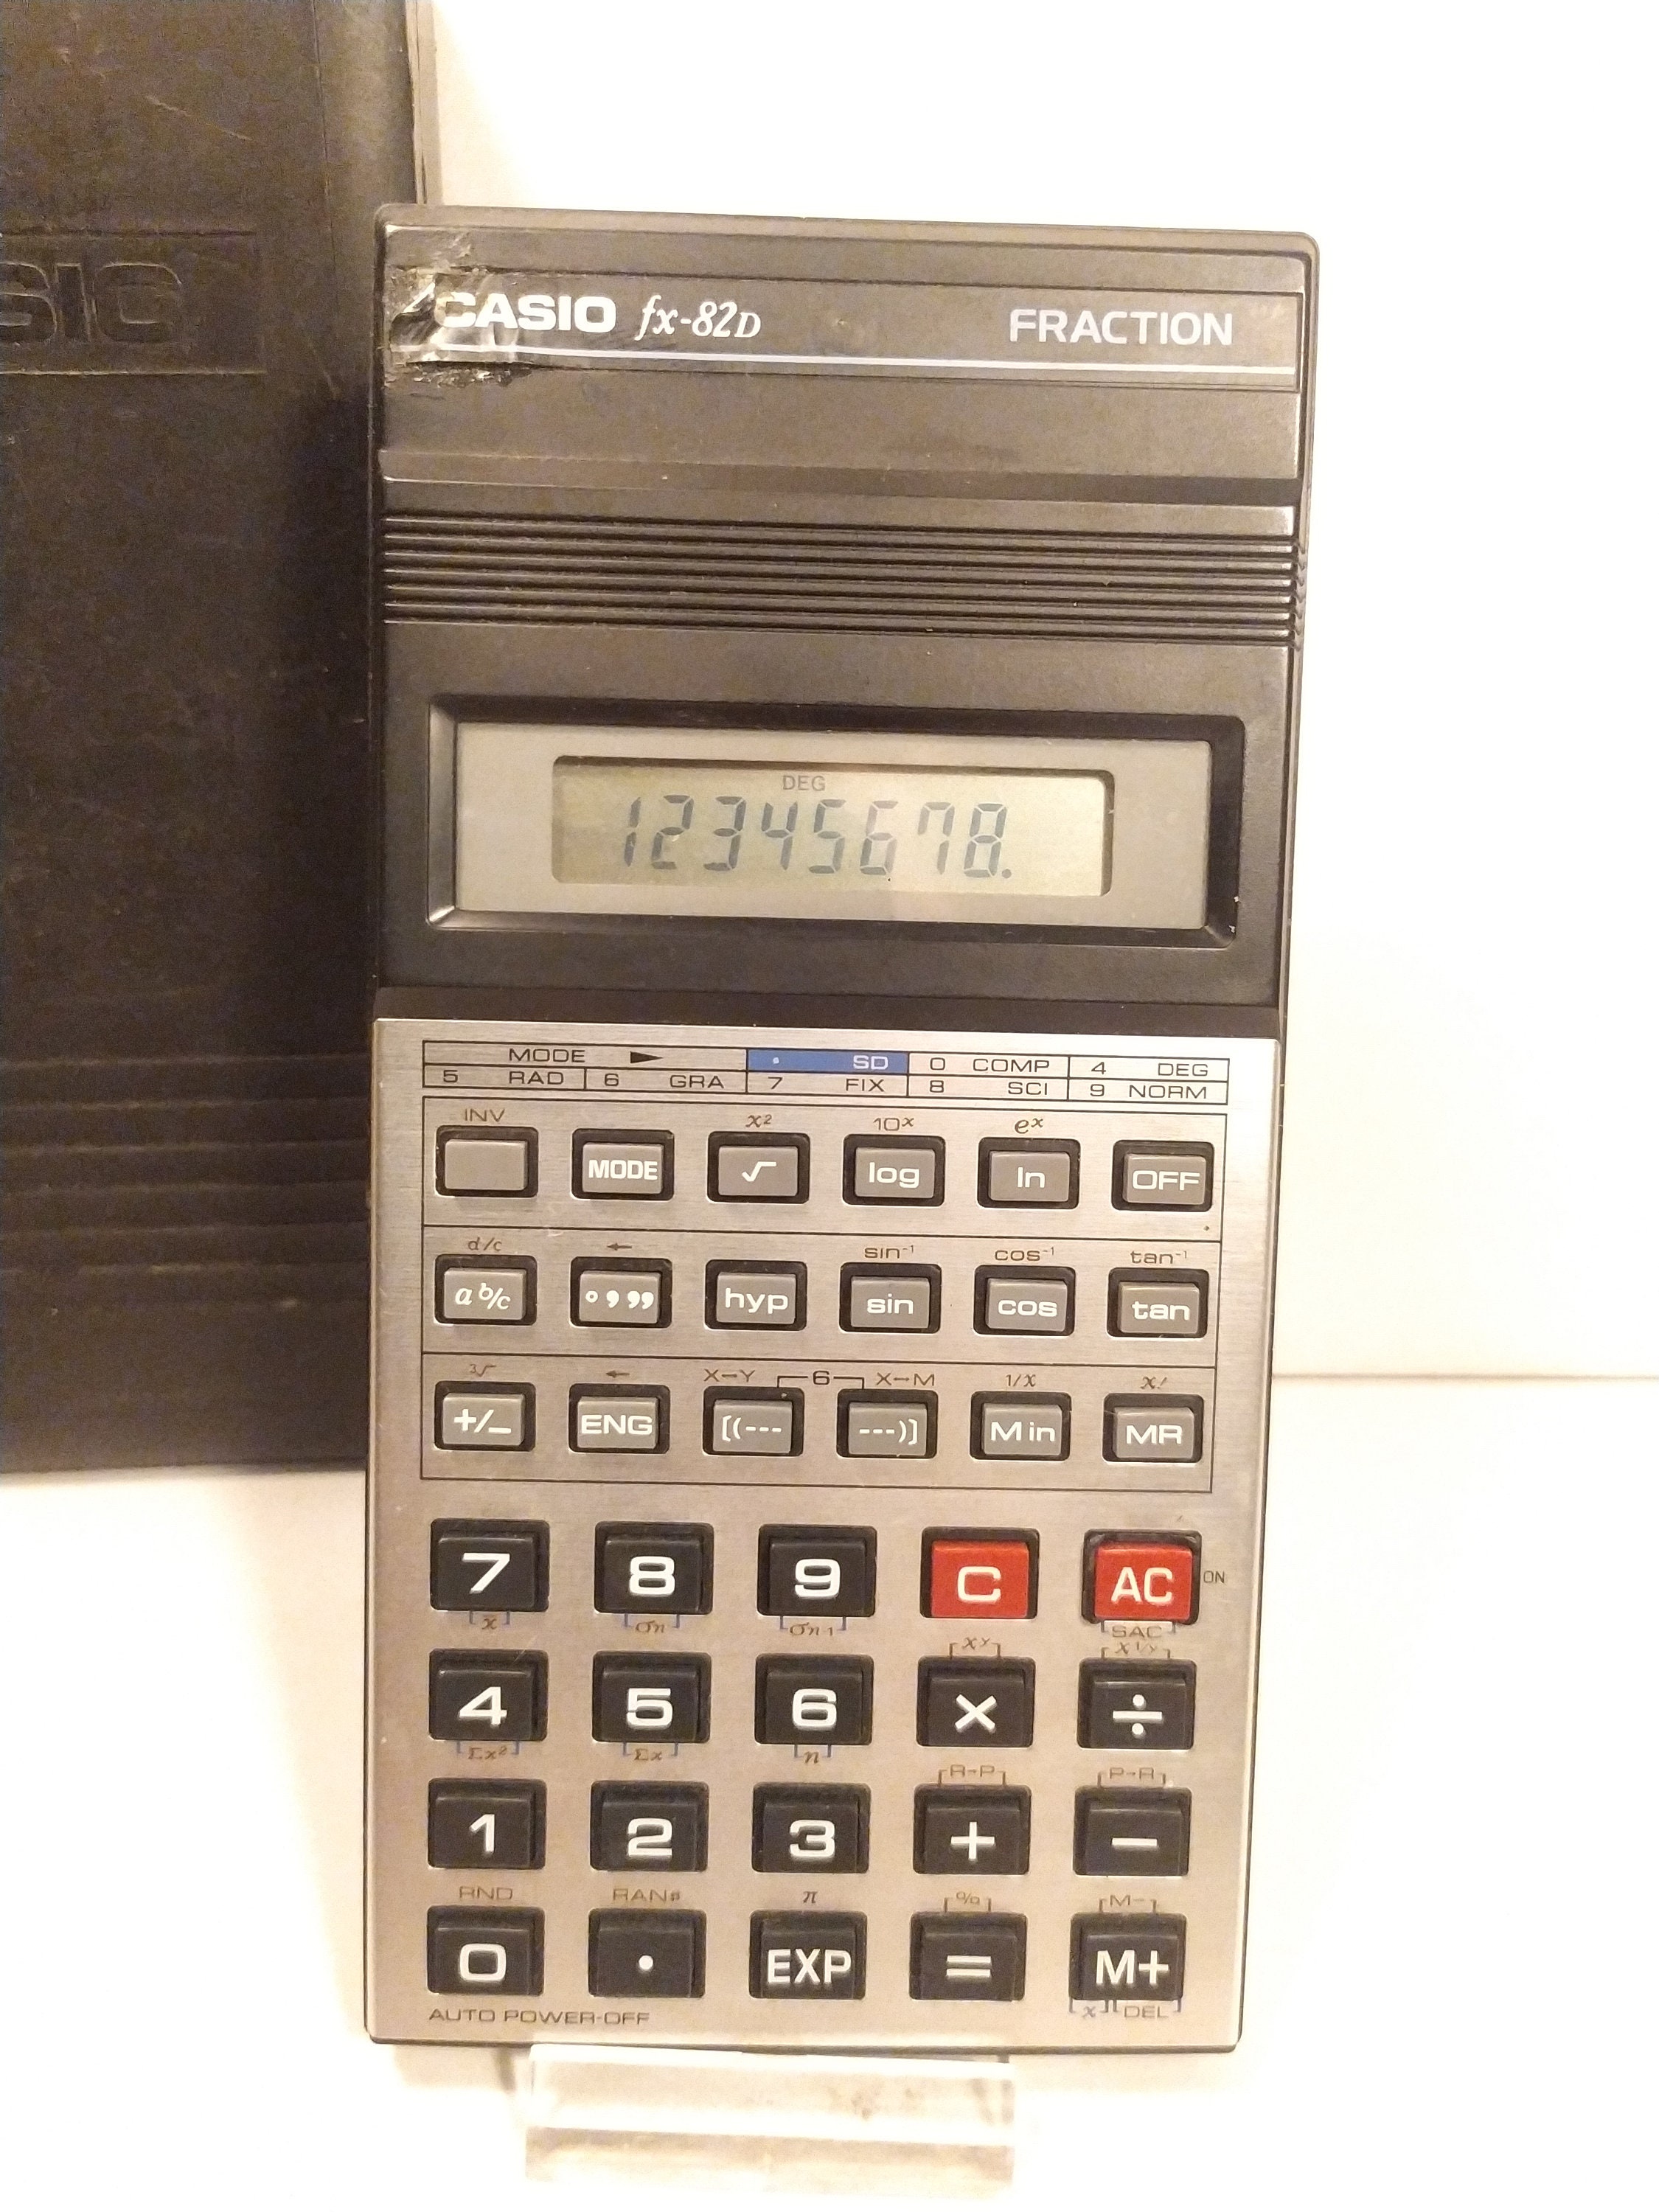 SIO
CASIO fx-82D FRACTION
DEG
12345678.
MODE ► • SD 0 COMP 4 DEG
5 RAD 6 GRA 7 FIX 8 SCI 9 NORM
INV x² 10ˣ eˣ
MODE √ log ln OFF
d/c ← sin⁻¹ cos⁻¹ tan⁻¹
a b/c ° ’ ’’ hyp sin cos tan
³√ ← X↔Y 6 X↔M 1/x x!
+/− ENG [(--- ---)] Min MR
7 8 9 C AC ON
x̄ σn σn-1 SAC
xʸ x¹/ʸ
4 5 6 × ÷
Σx² Σx n
R→P P→R
1 2 3 + −
RND RAN# π % M−
0 • EXP = M+
x DEL
AUTO POWER-OFF